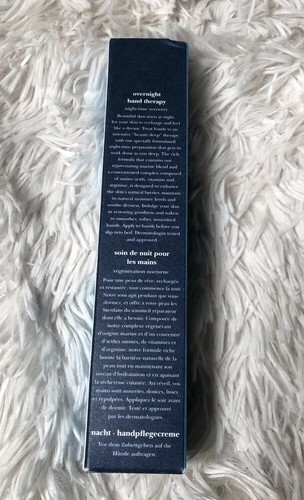 overnight
hand therapy
night-time recovery
Beautiful skin starts at night
for your skin to recharge and feel
like a dream. Treat hands to an
intensive "beauty sleep" therapy
with our specially formulated
night-time preparation that gets to
work done as you sleep. The rich
formula that contains our
rejuvenating marine blend and
a concentrated complex composed
of amino acids, vitamins and
arginine, is designed to enhance
the skin's natural barrier, maintain
its natural moisture levels and
soothe dryness. Indulge your skin
in restoring goodness and waken
to smoother, softer, nourished
hands. Apply to hands before you
slip into bed. Dermatologist tested
and approved
soin de nuit pour
les mains
régénération nocturne
Pour une peau de rêve, rechargée
et restaurée, tout commence la nuit.
Notre soin agit pendant que vous
dormez, et offre à votre peau les
bienfaits du sommeil réparateur
dont elle a besoin. Composée de
notre complexe régénérant
d'origine marine et d'un concentré
d'acides aminés, de vitamines et
d'arginine, notre formule riche
booste la barrière naturelle de la
peau tout en maintenant son
niveau d'hydratation et en apaisant
la sécheresse cutanée. Au réveil, vos
mains sont nourries, douces, lisses
et repulpées. Appliquez le soir avant
de dormir. Testé et approuvé
par les dermatologues.
nacht - handpflegecreme
Vor dem Zubettgehen auf die
Hände auftragen